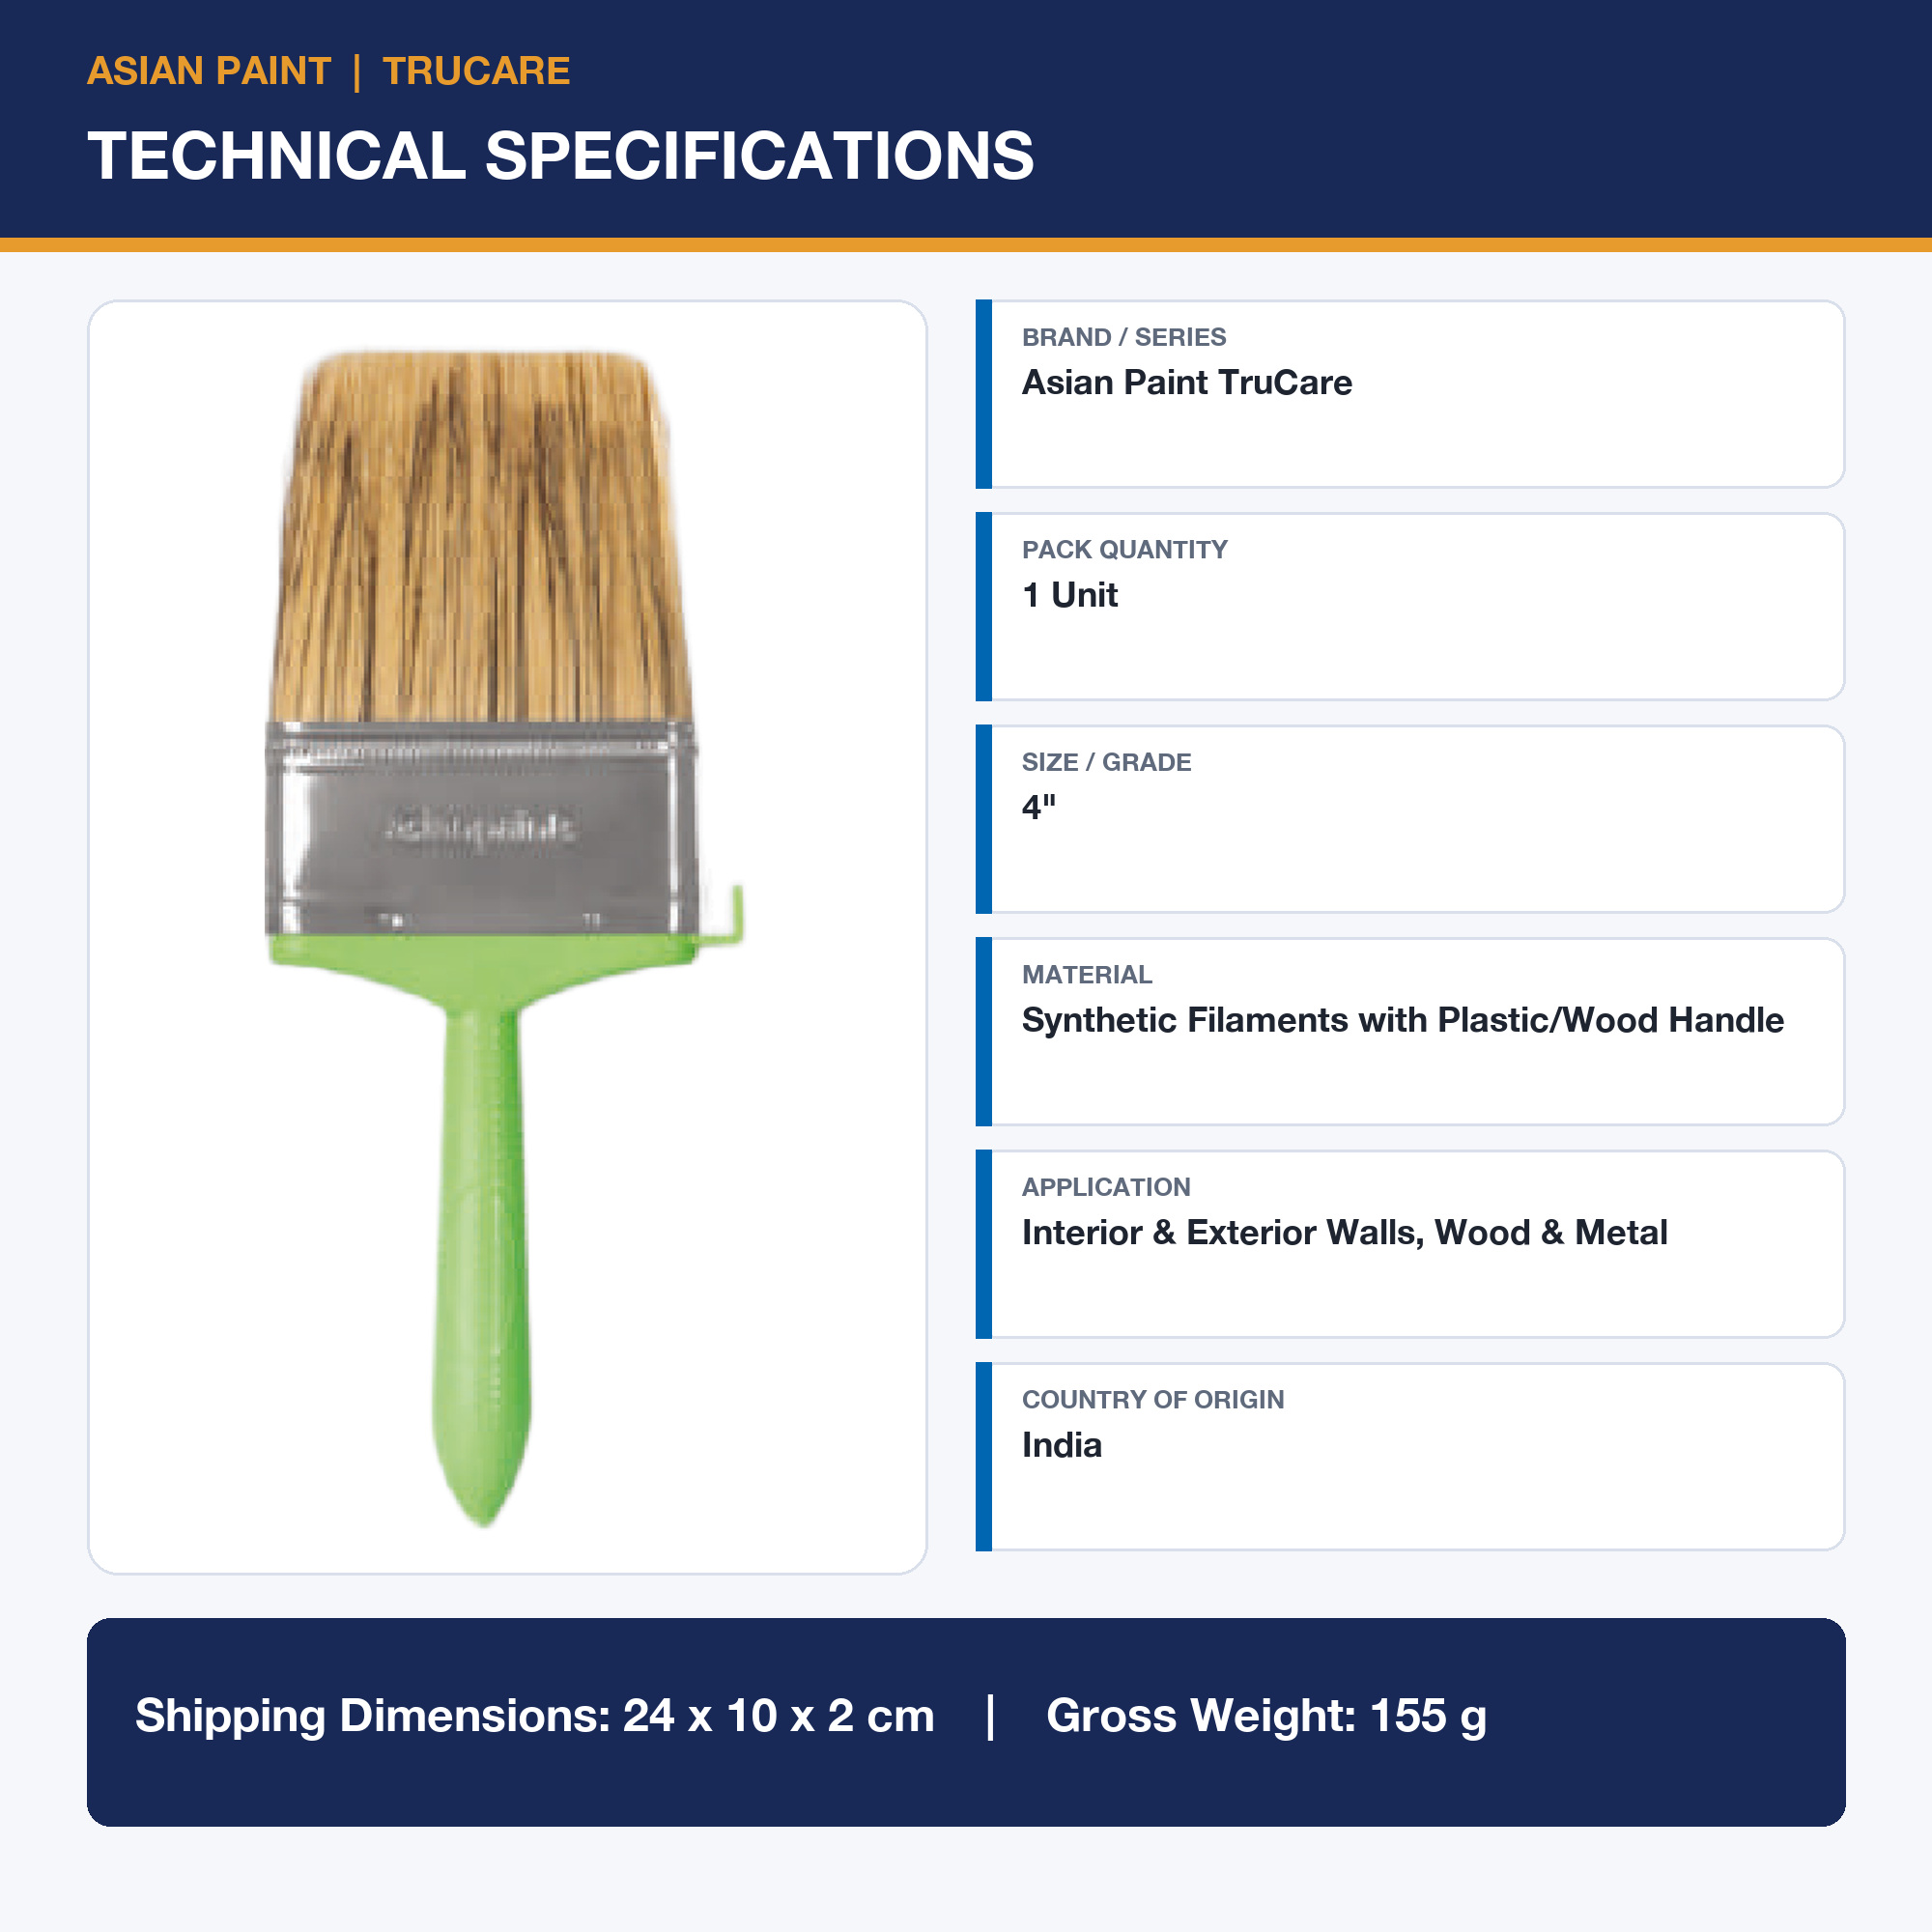 ASIAN PAINT | TRUCARE
TECHNICAL SPECIFICATIONS
BRAND / SERIES
Asian Paint TruCare
PACK QUANTITY
1 Unit
SIZE / GRADE
4"
MATERIAL
Synthetic Filaments with Plastic/Wood Handle
APPLICATION
Interior & Exterior Walls, Wood & Metal
COUNTRY OF ORIGIN
India
Shipping Dimensions: 24 x 10 x 2 cm | Gross Weight: 155 g